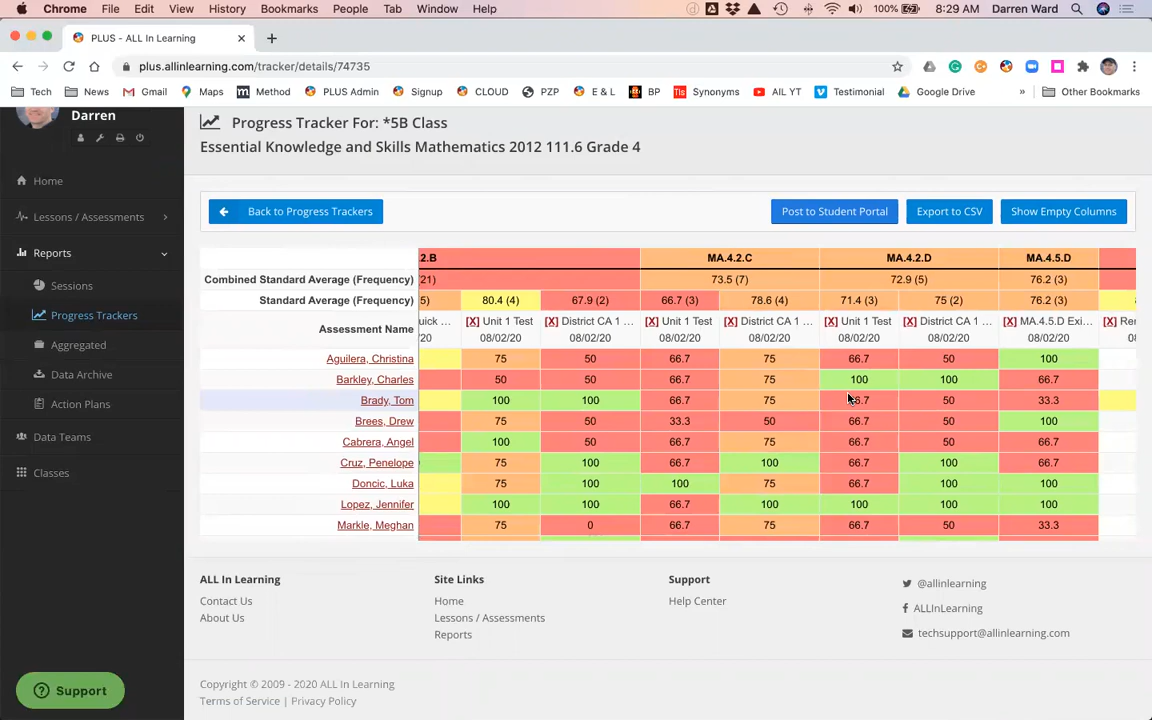 Chrome File Edit View History Bookmarks People Tab Window Help 100% 8:29 AM Darren Ward
PLUS - ALL In Learning
plus.allinlearning.com/tracker/details/74735
Tech News Gmail Maps Method PLUS Admin Signup CLOUD PZP E & L BP Synonyms AIL YT Testimonial Google Drive » Other Bookmarks
Darren
Home
Lessons / Assessments
Reports
Sessions
Progress Trackers
Aggregated
Data Archive
Action Plans
Data Teams
Classes
Support
Progress Tracker For: *5B Class
Essential Knowledge and Skills Mathematics 2012 111.6 Grade 4
Back to Progress Trackers Post to Student Portal Export to CSV Show Empty Columns
2.B MA.4.2.C MA.4.2.D MA.4.5.D
Combined Standard Average (Frequency) 21) 73.5 (7) 72.9 (5) 76.2 (3)
Standard Average (Frequency) 5) 80.4 (4) 67.9 (2) 66.7 (3) 78.6 (4) 71.4 (3) 75 (2) 76.2 (3)
Assessment Name uick ... [X] Unit 1 Test [X] District CA 1 ... [X] Unit 1 Test [X] District CA 1 ... [X] Unit 1 Test [X] District CA 1 ... [X] MA.4.5.D Exi... [X] Rer
20 08/02/20 08/02/20 08/02/20 08/02/20 08/02/20 08/02/20 08/02/20
Aguilera, Christina 75 50 66.7 75 66.7 50 100
Barkley, Charles 50 50 66.7 75 100 100 66.7
Brady, Tom 100 100 66.7 75 50 33.3
Brees, Drew 75 50 33.3 50 66.7 50 100
Cabrera, Angel 100 50 66.7 75 66.7 50 66.7
Cruz, Penelope 75 100 66.7 100 66.7 100 66.7
Doncic, Luka 75 100 100 75 66.7 100 100
Lopez, Jennifer 100 100 66.7 100 100 100 100
Markle, Meghan 75 0 66.7 75 66.7 50 33.3
ALL In Learning
Contact Us
About Us
Site Links
Home
Lessons / Assessments
Reports
Support
Help Center
@allinlearning
ALLInLearning
techsupport@allinlearning.com
Copyright © 2009 - 2020 ALL In Learning
Terms of Service | Privacy Policy